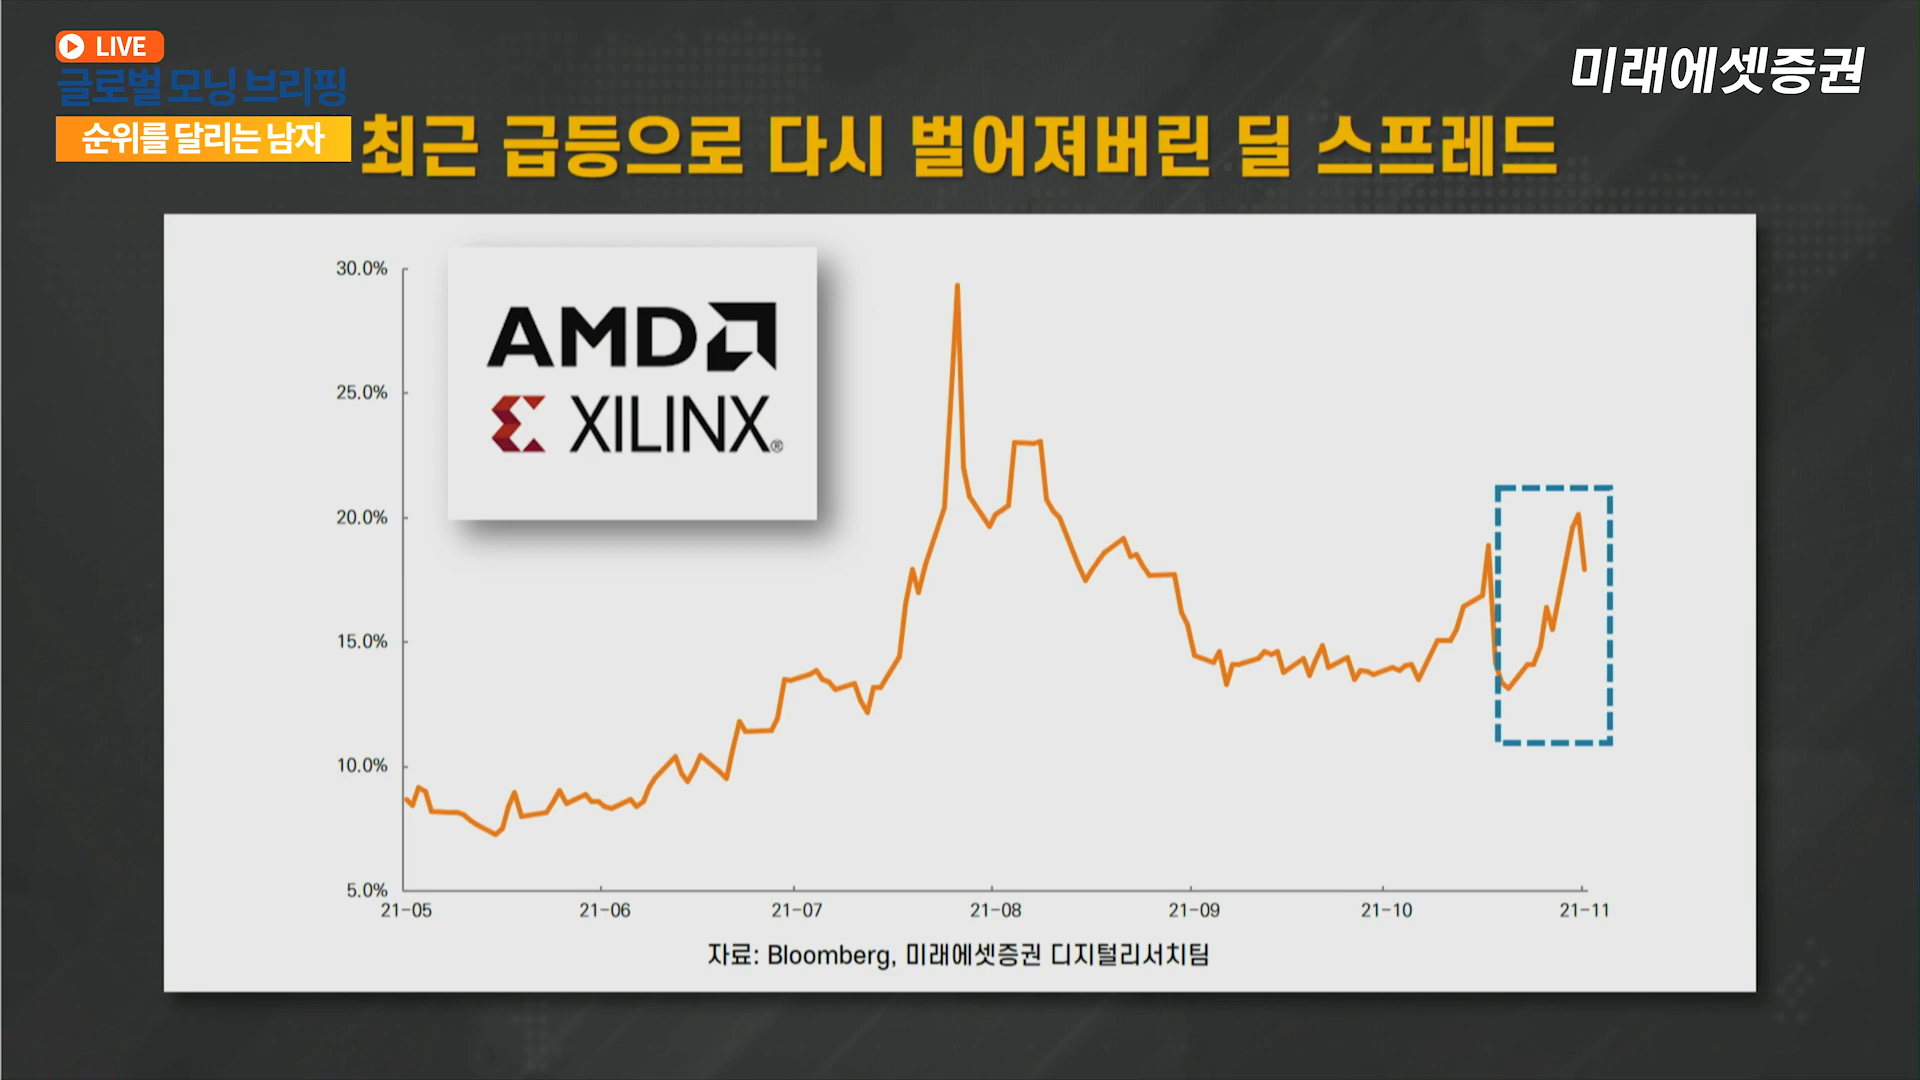 LIVE
글로벌 모닝 브리핑
순위를 달리는 남자
미래에셋증권
최근 급등으로 다시 벌어져버린 딜 스프레드
AMD
XILINX®
30.0%
25.0%
20.0%
15.0%
10.0%
5.0%
21-05 21-06 21-07 21-08 21-09 21-10 21-11
자료: Bloomberg, 미래에셋증권 디지털리서치팀